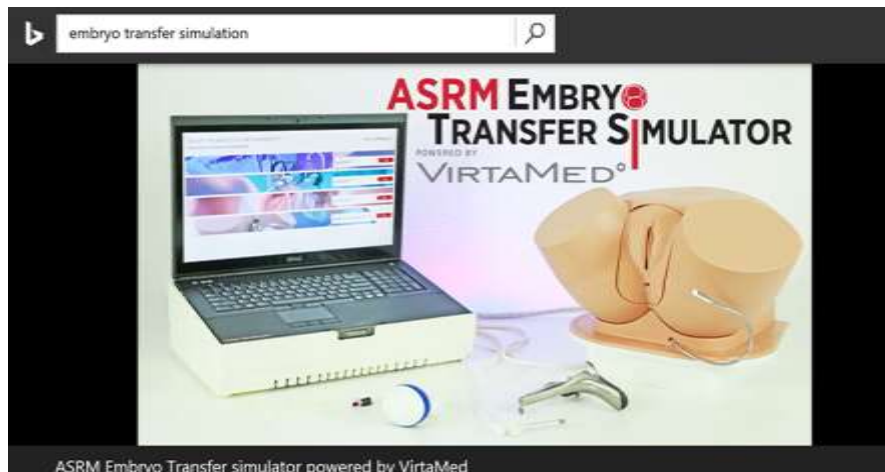 embryo transfer simulation
ASRM EMBRYO
TRANSFER SIMULATOR
POWERED BY
VIRTAMED°
ASRM Embryo Transfer simulator powered by VirtaMed